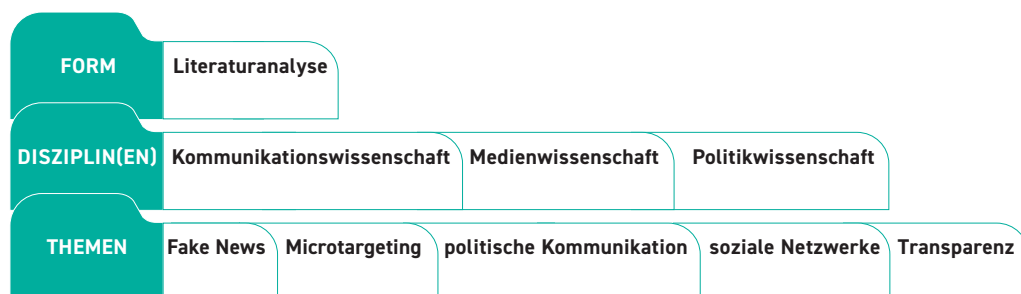 FORM Literaturanalyse
DISZIPLIN(EN) Kommunikationswissenschaft Medienwissenschaft Politikwissenschaft
THEMEN Fake News Microtargeting politische Kommunikation soziale Netzwerke Transparenz